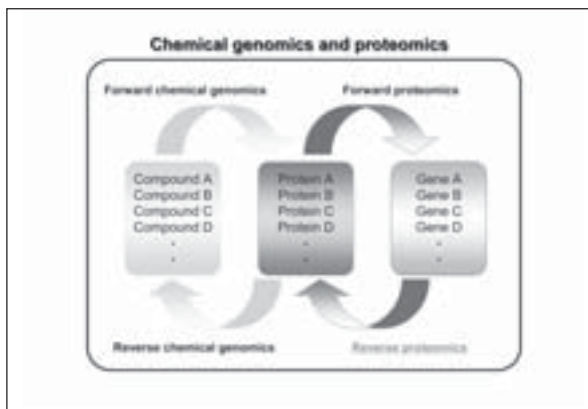 Chemical genomics and proteomics
Forward chemical genomics
Forward proteomics
Compound A
Compound B
Compound C
Compound D
.
.
Protein A
Protein B
Protein C
Protein D
.
.
Gene A
Gene B
Gene C
Gene D
.
.
Reverse chemical genomics
Reverse proteomics